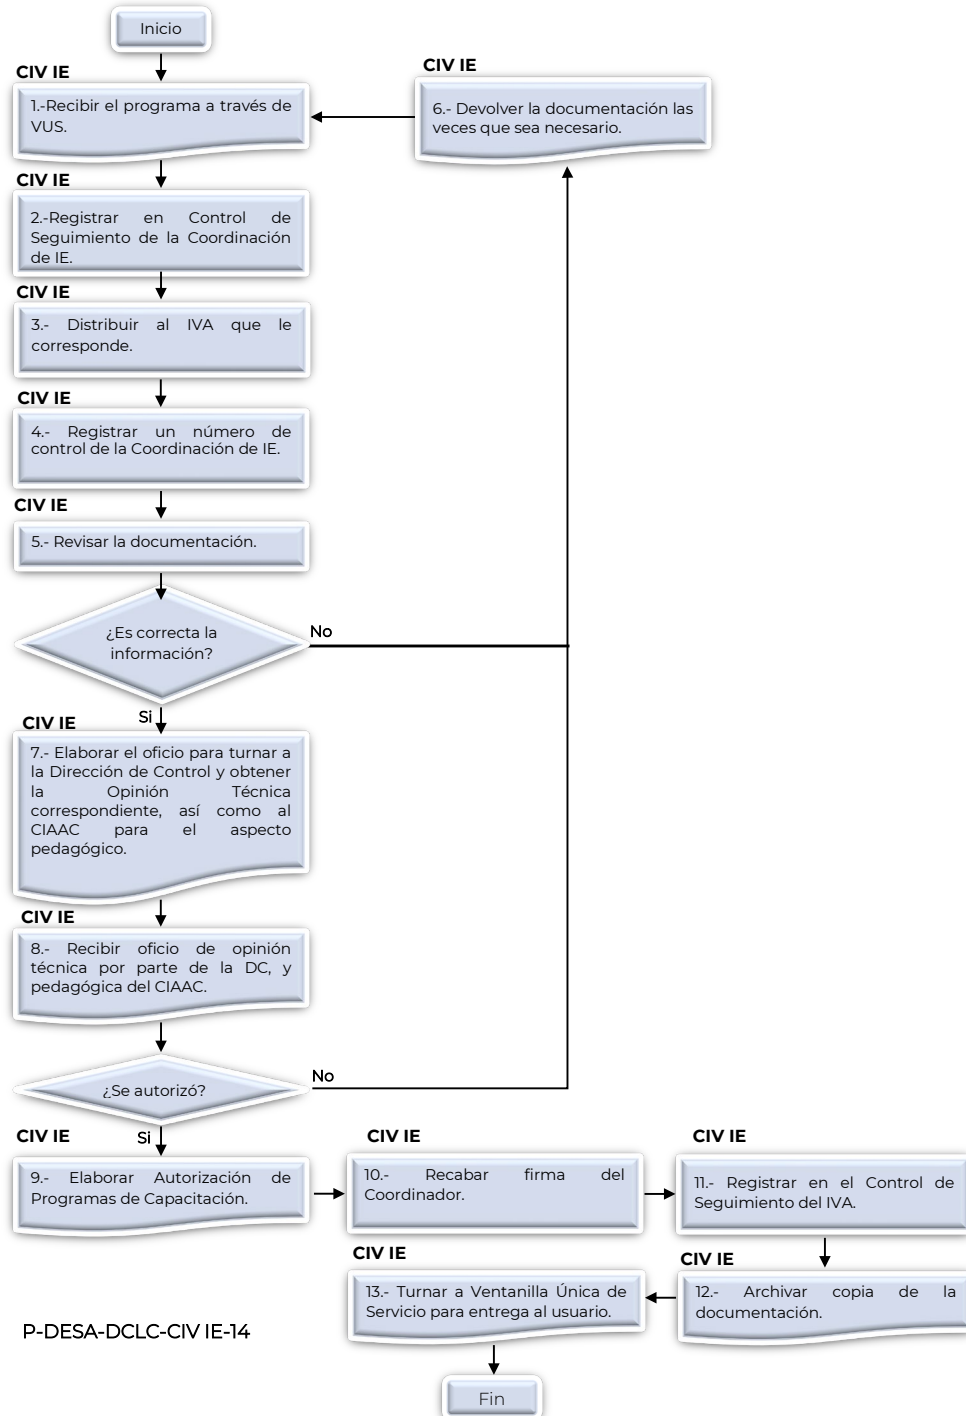 Inicio
CIV IE
1.-Recibir el programa a través de
VUS.
CIV IE
6.- Devolver la documentación las
veces que sea necesario.
CIV IE
2.-Registrar en Control de
Seguimiento de la Coordinación
de IE.
CIV IE
3.- Distribuir al IVA que le
corresponde.
CIV IE
4.- Registrar un número de
control de la Coordinación de IE.
CIV IE
5.- Revisar la documentación.
¿Es correcta la
información?
No
Si
CIV IE
7.- Elaborar el oficio para turnar a
la Dirección de Control y obtener
la Opinión Técnica
correspondiente, así como al
CIAAC para el aspecto
pedagógico.
CIV IE
8.- Recibir oficio de opinión
técnica por parte de la DC, y
pedagógica del CIAAC.
¿Se autorizó?
No
Si
CIV IE
9.- Elaborar Autorización de
Programas de Capacitación.
CIV IE
10.- Recabar firma del
Coordinador.
CIV IE
11.- Registrar en el Control de
Seguimiento del IVA.
CIV IE
12.- Archivar copia de la
documentación.
CIV IE
13.- Turnar a Ventanilla Única de
Servicio para entrega al usuario.
P-DESA-DCLC-CIV IE-14
Fin